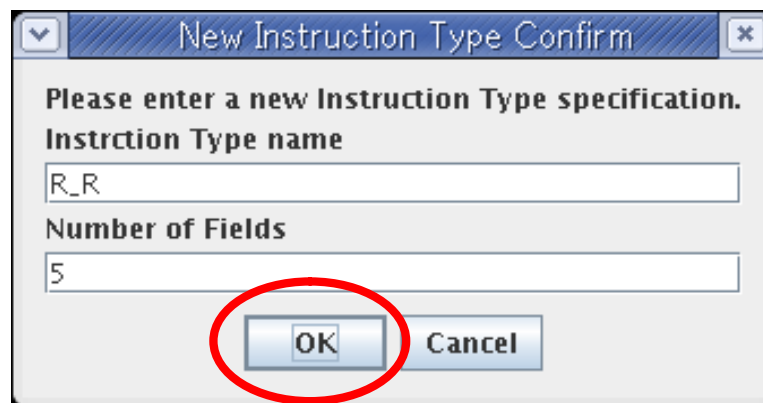 New Instruction Type Confirm
Please enter a new Instruction Type specification.
Instrction Type name
R_R
Number of Fields
5
OK Cancel